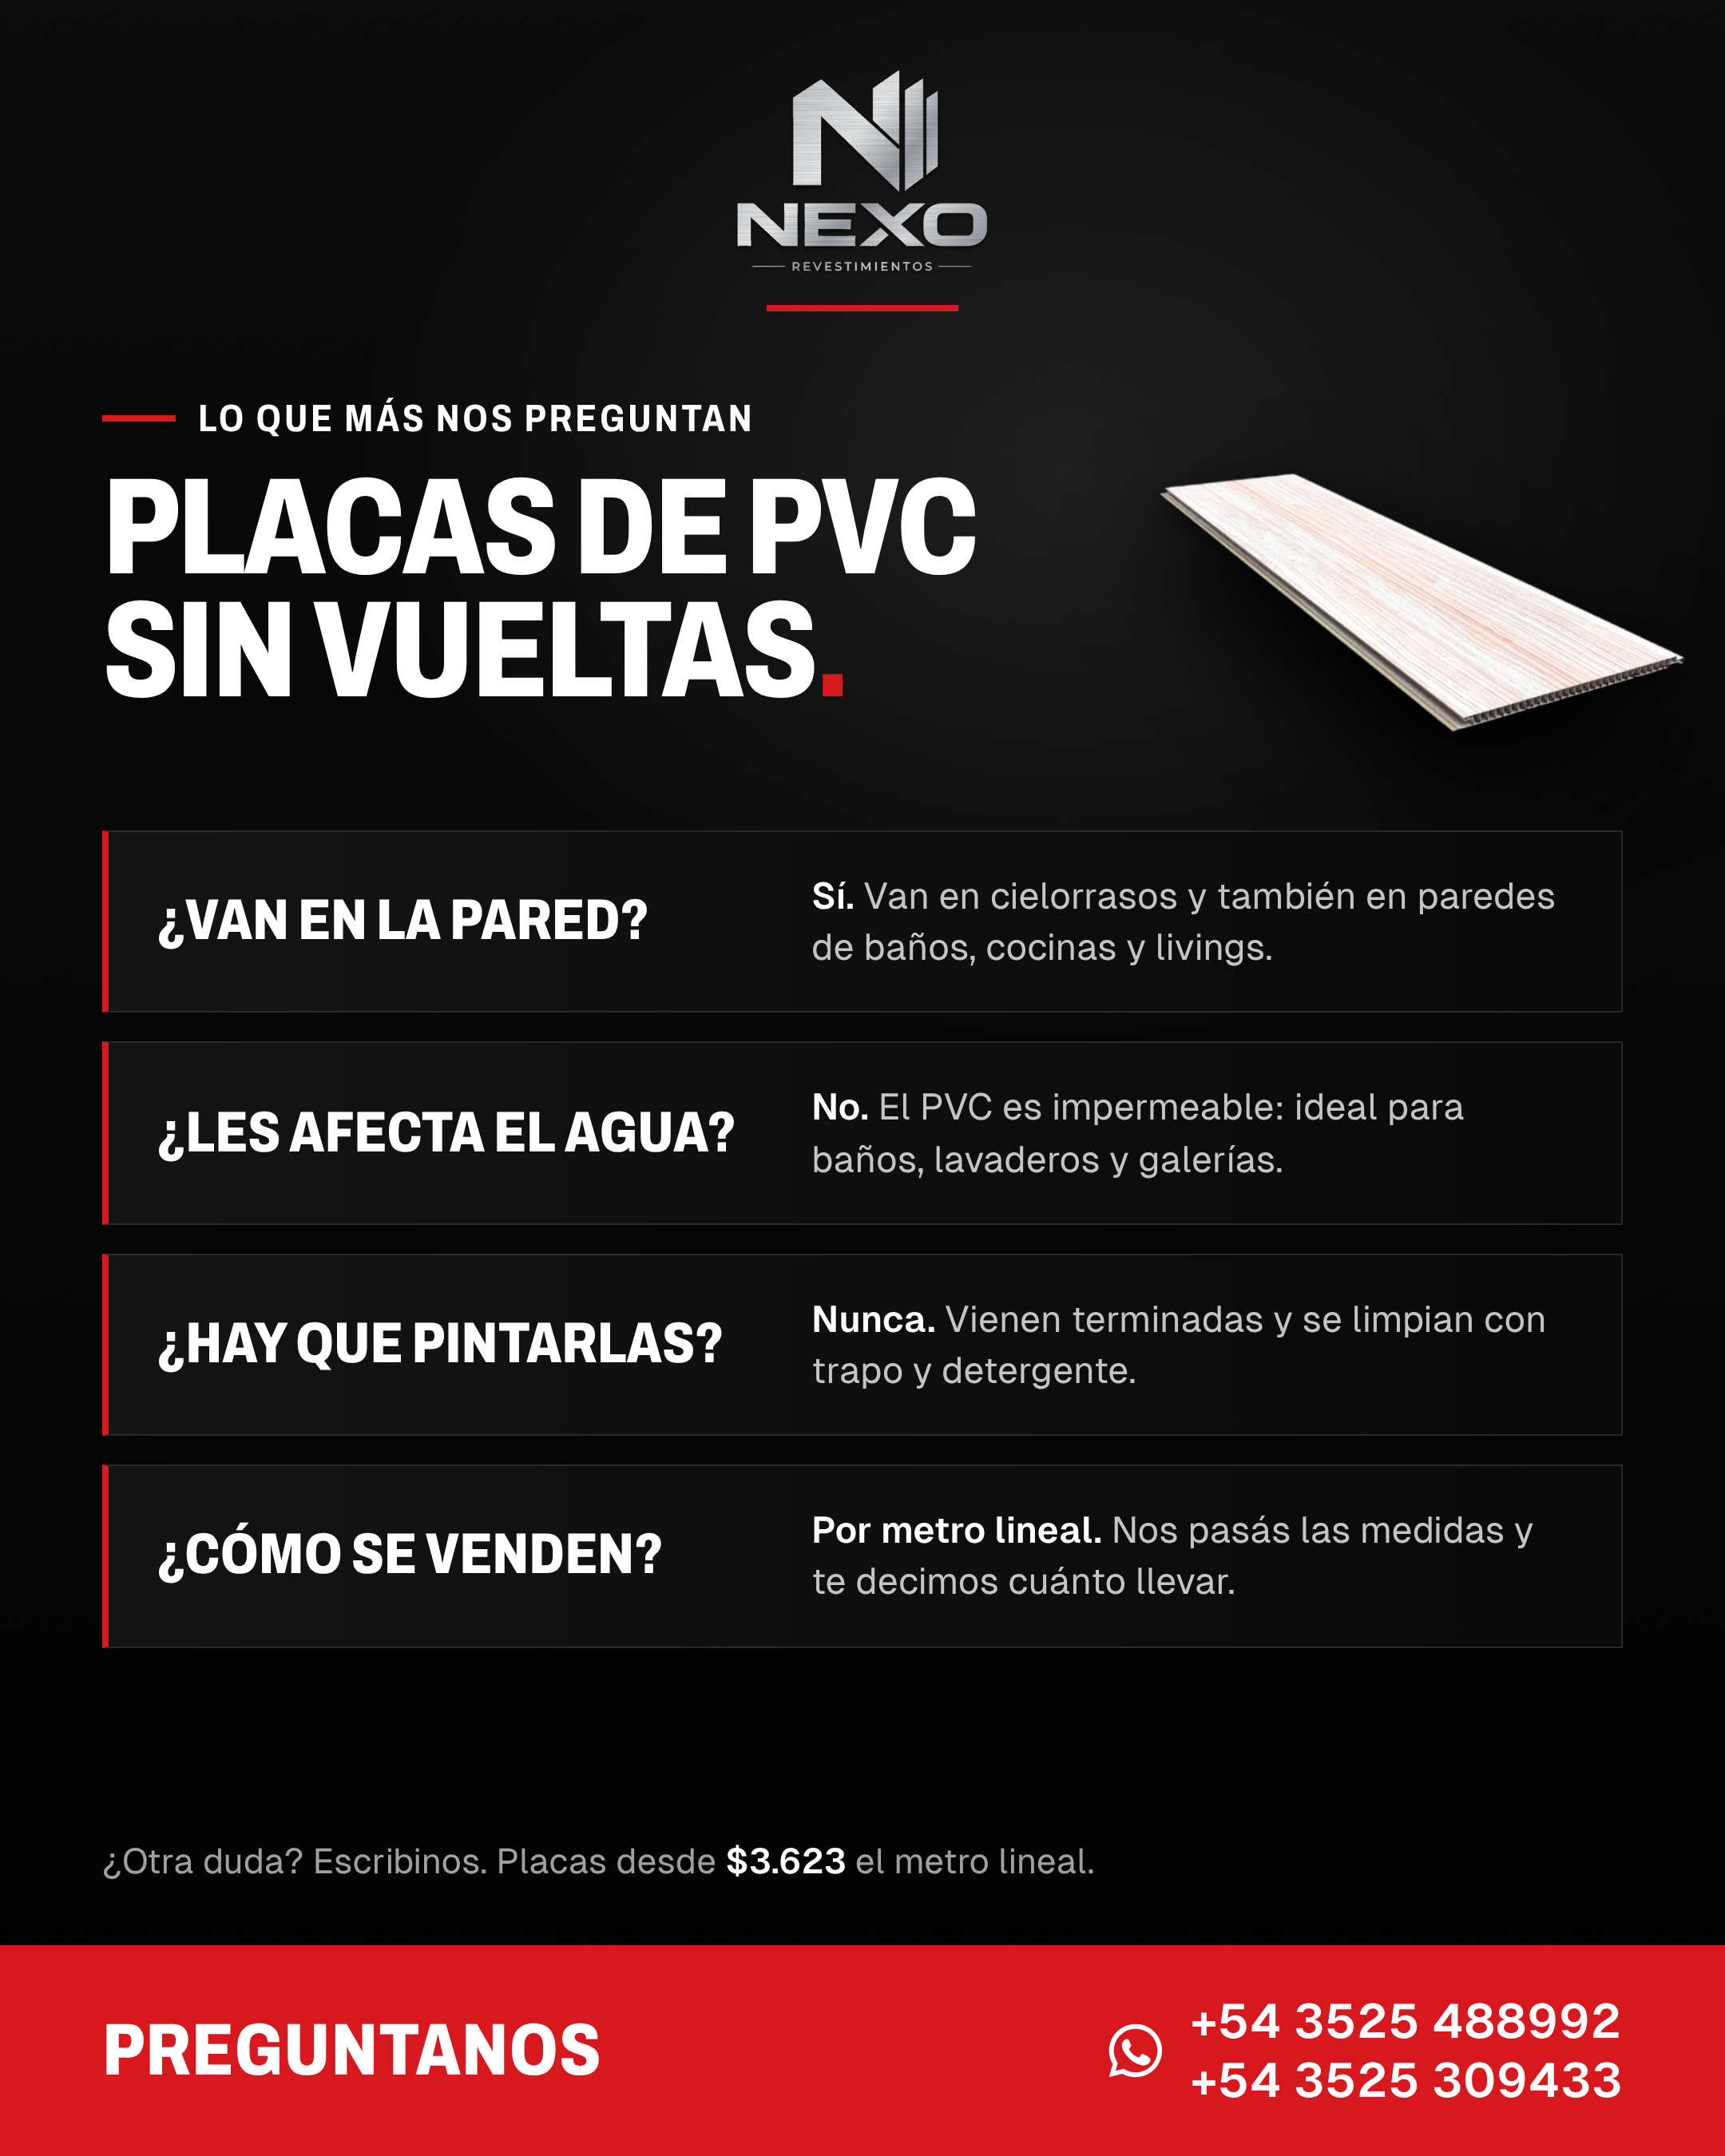 NEXO
REVESTIMIENTOS
LO QUE MÁS NOS PREGUNTAN
PLACAS DE PVC
SIN VUELTAS.
¿VAN EN LA PARED?
Sí. Van en cielorrasos y también en paredes
de baños, cocinas y livings.
¿LES AFECTA EL AGUA?
No. El PVC es impermeable: ideal para
baños, lavaderos y galerías.
¿HAY QUE PINTARLAS?
Nunca. Vienen terminadas y se limpian con
trapo y detergente.
¿CÓMO SE VENDEN?
Por metro lineal. Nos pasás las medidas y
te decimos cuánto llevar.
¿Otra duda? Escribinos. Placas desde $3.623 el metro lineal.
PREGUNTANOS
+54 3525 488992
+54 3525 309433